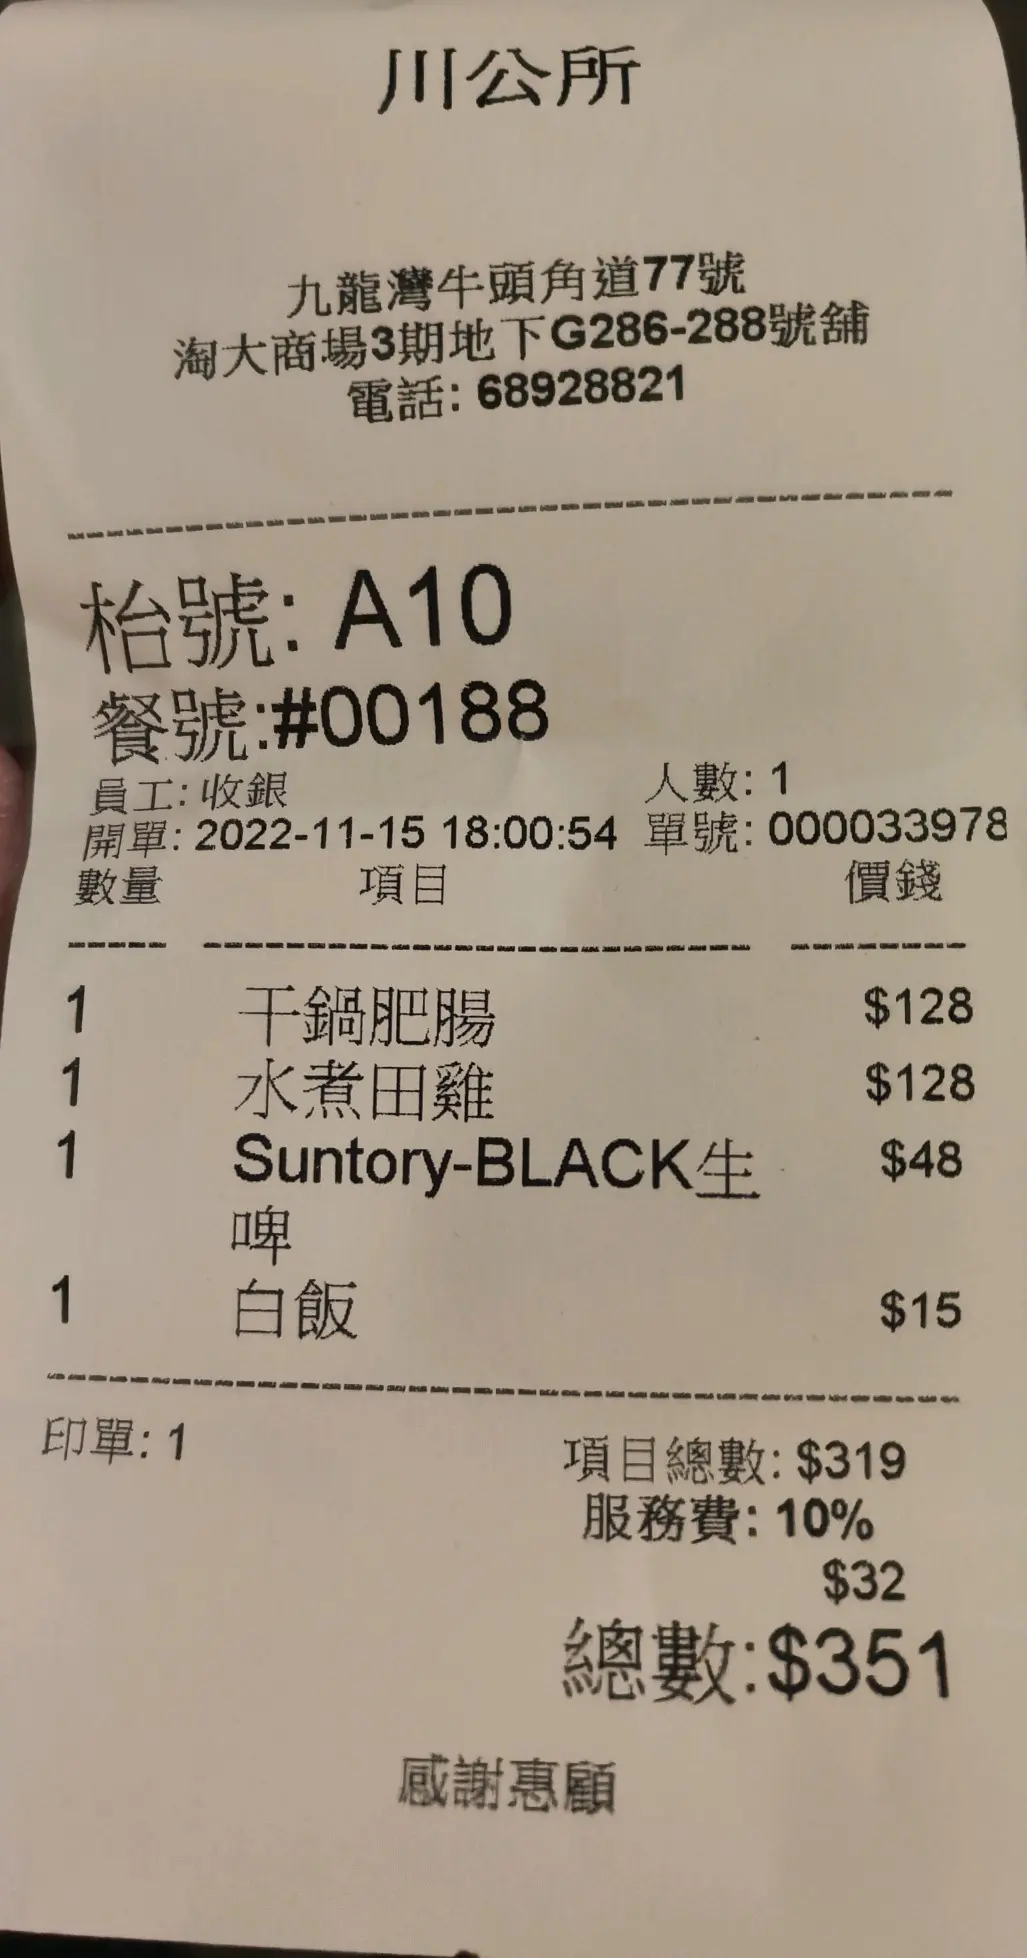 川公所
九龍灣牛頭角道77號
淘大商場3期地下G286-288號舖
電話: 68928821
枱號: A10
餐號:#00188
員工: 收銀 人數: 1
開單: 2022-11-15 18:00:54 單號: 000033978
數量 項目 價錢
1 干鍋肥腸 $128
1 水煮田雞 $128
1 Suntory-BLACK生 $48
啤
1 白飯 $15
印單: 1 項目總數: $319
服務費: 10%
$32
總數:$351
感謝惠顧